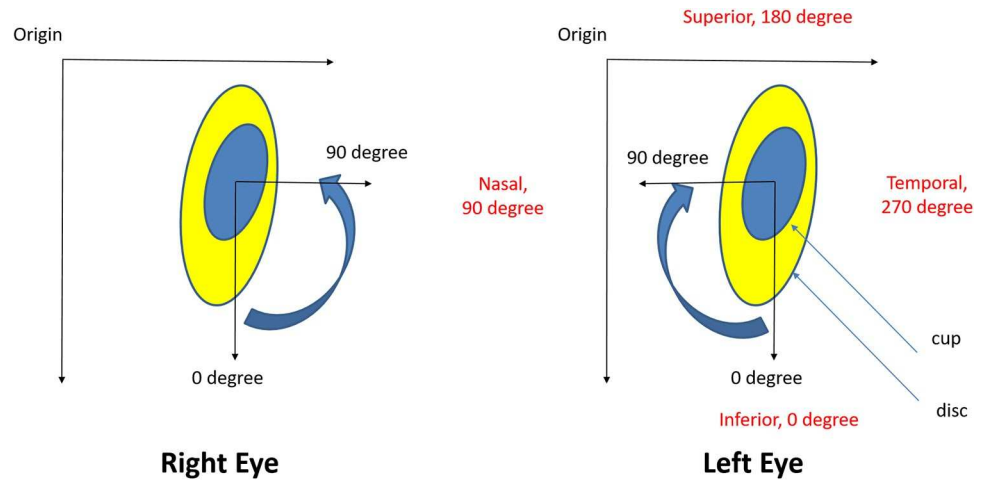 Origin
90 degree
0 degree
Right Eye
Superior, 180 degree
Origin
90 degree
Nasal,
90 degree
Temporal,
270 degree
cup
disc
0 degree
Inferior, 0 degree
Left Eye